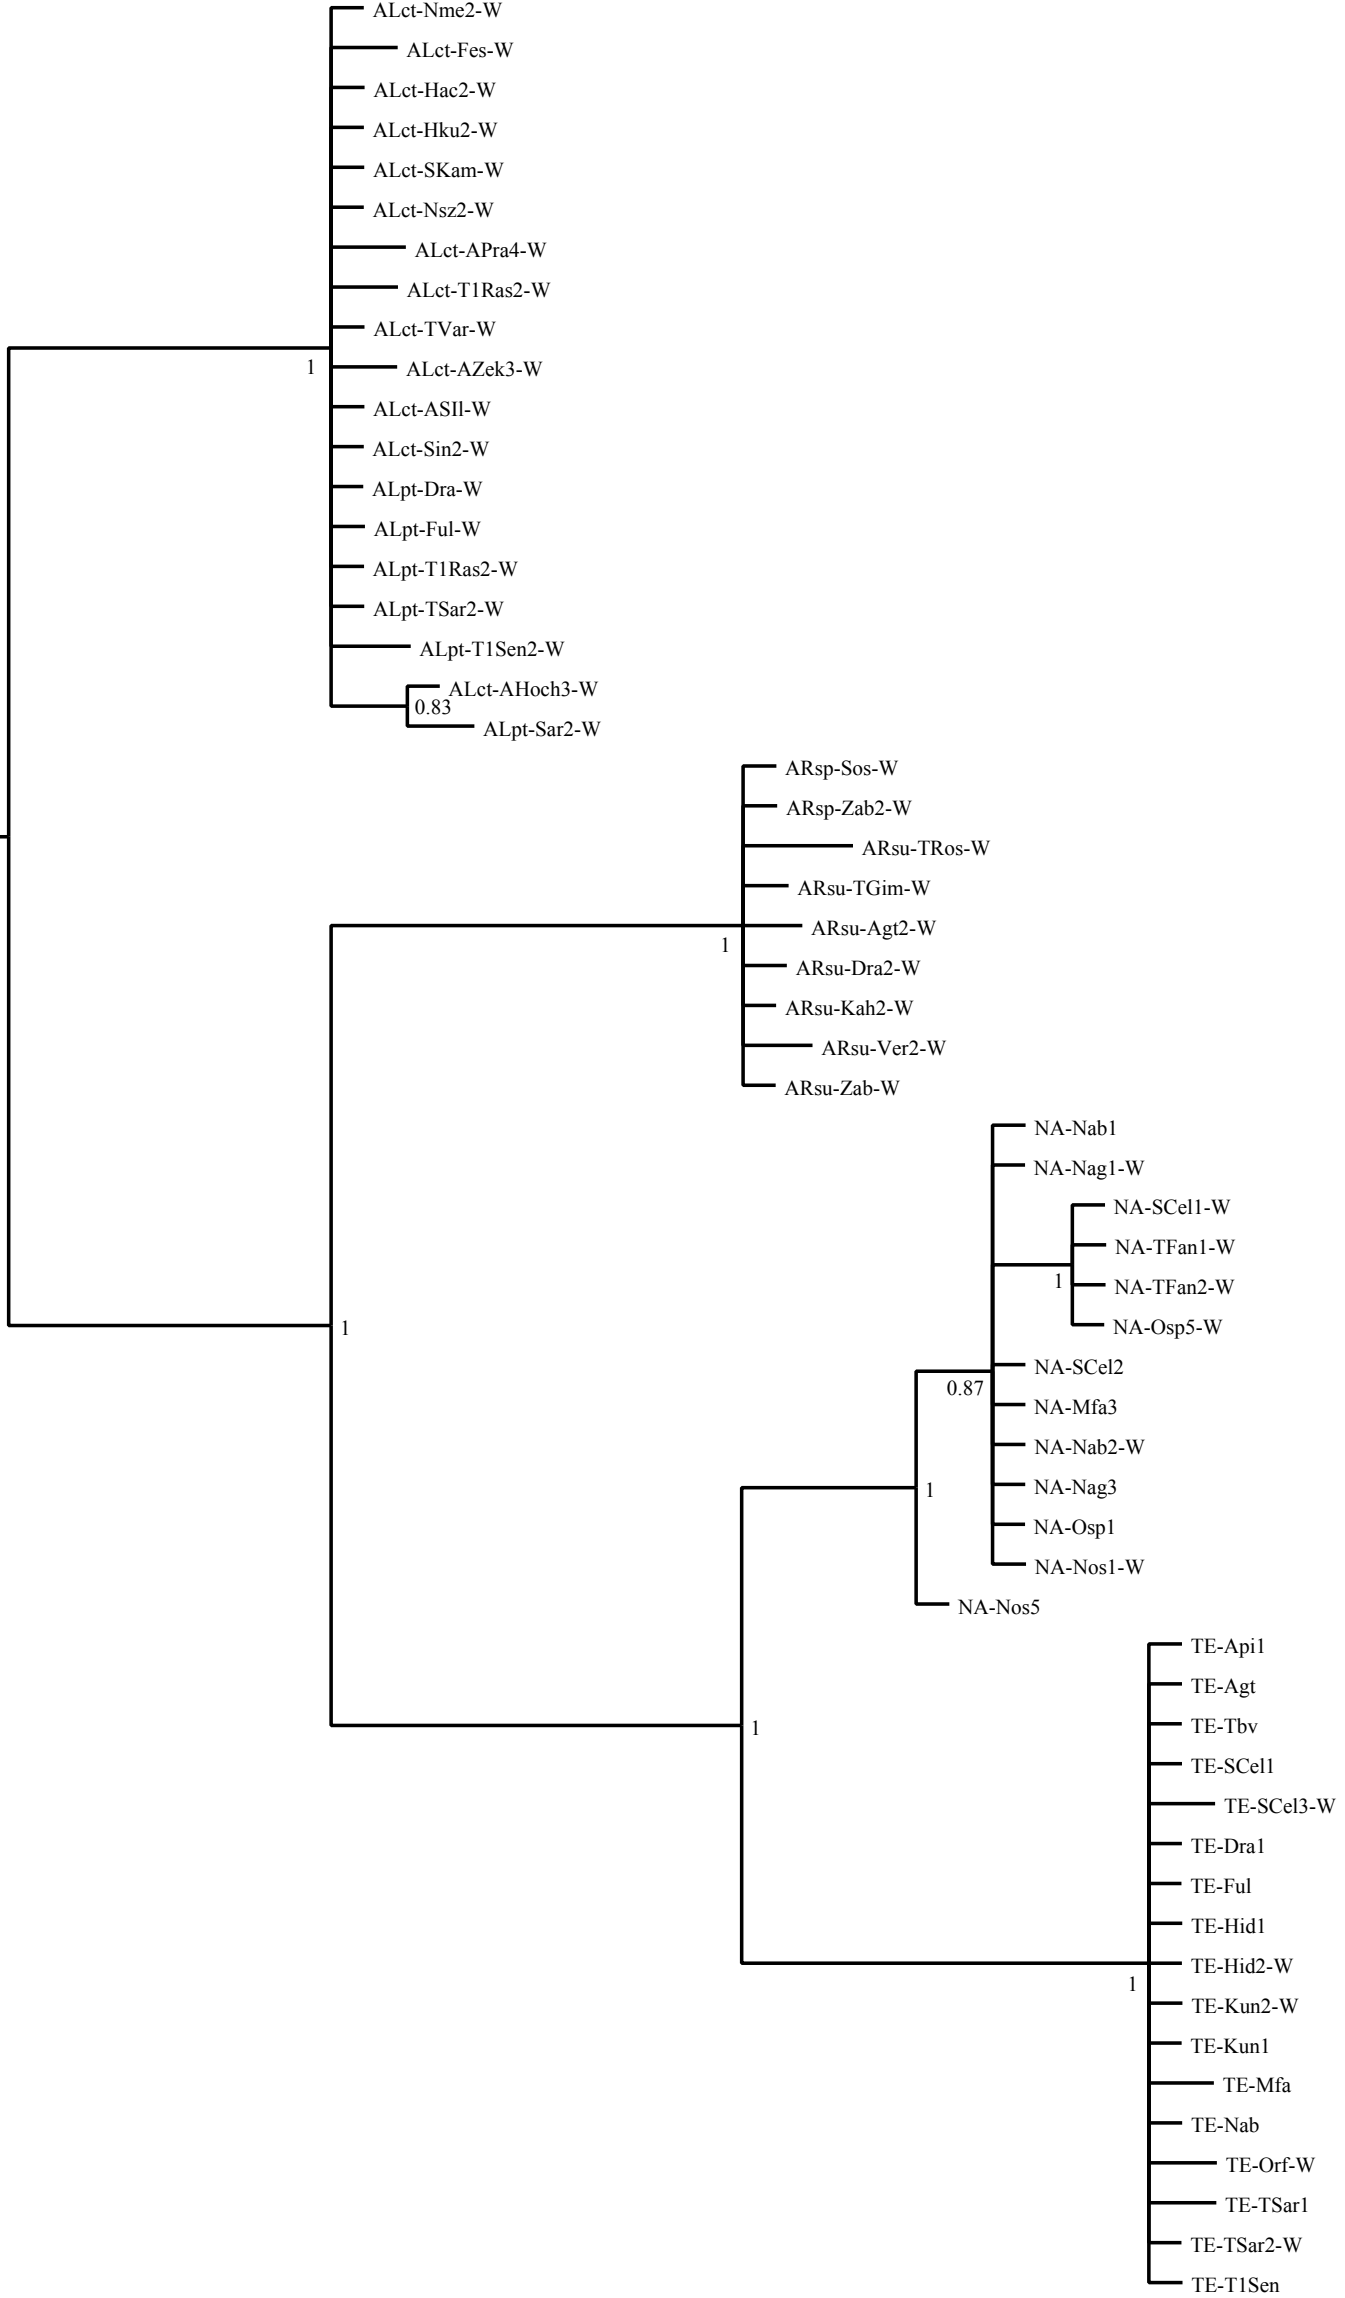 ALct-Nme2-W
ALct-Fes-W
ALct-Hac2-W
ALct-Hku2-W
ALct-SKam-W
ALct-Nsz2-W
ALct-APra4-W
ALct-T1Ras2-W
ALct-TVar-W
1
ALct-AZek3-W
ALct-ASIl-W
ALct-Sin2-W
ALpt-Dra-W
ALpt-Ful-W
ALpt-T1Ras2-W
ALpt-TSar2-W
ALpt-T1Sen2-W
ALct-AHoch3-W
0.83
ALpt-Sar2-W
ARsp-Sos-W
ARsp-Zab2-W
ARsu-TRos-W
ARsu-TGim-W
ARsu-Agt2-W
1
ARsu-Dra2-W
ARsu-Kah2-W
ARsu-Ver2-W
ARsu-Zab-W
NA-Nab1
NA-Nag1-W
NA-SCel1-W
NA-TFan1-W
1
NA-TFan2-W
NA-Osp5-W
1
NA-SCel2
0.87
NA-Mfa3
NA-Nab2-W
NA-Nag3
1
NA-Osp1
NA-Nos1-W
NA-Nos5
TE-Api1
TE-Agt
TE-Tbv
1
TE-SCel1
TE-SCel3-W
TE-Dra1
TE-Ful
TE-Hid1
TE-Hid2-W
1
TE-Kun2-W
TE-Kun1
TE-Mfa
TE-Nab
TE-Orf-W
TE-TSar1
TE-TSar2-W
TE-T1Sen